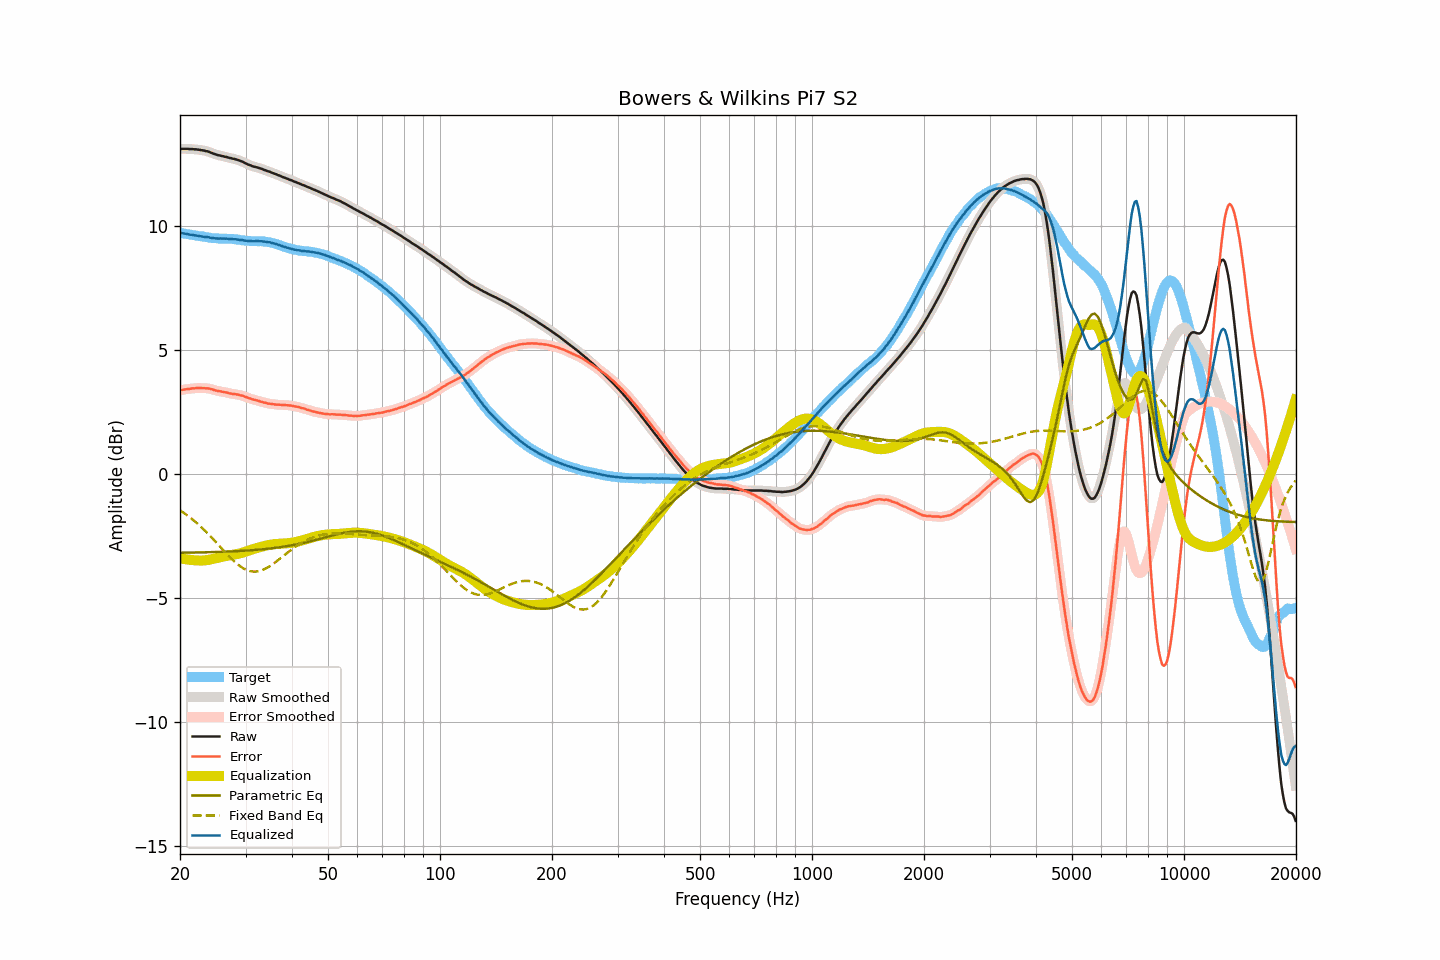 Bowers & Wilkins Pi7 S2
Amplitude (dBr)
10
5
0
−5
−10
−15
Target
Raw Smoothed
Error Smoothed
Raw
Error
Equalization
Parametric Eq
Fixed Band Eq
Equalized
20 50 100 200 500 1000 2000 5000 10000 20000
Frequency (Hz)